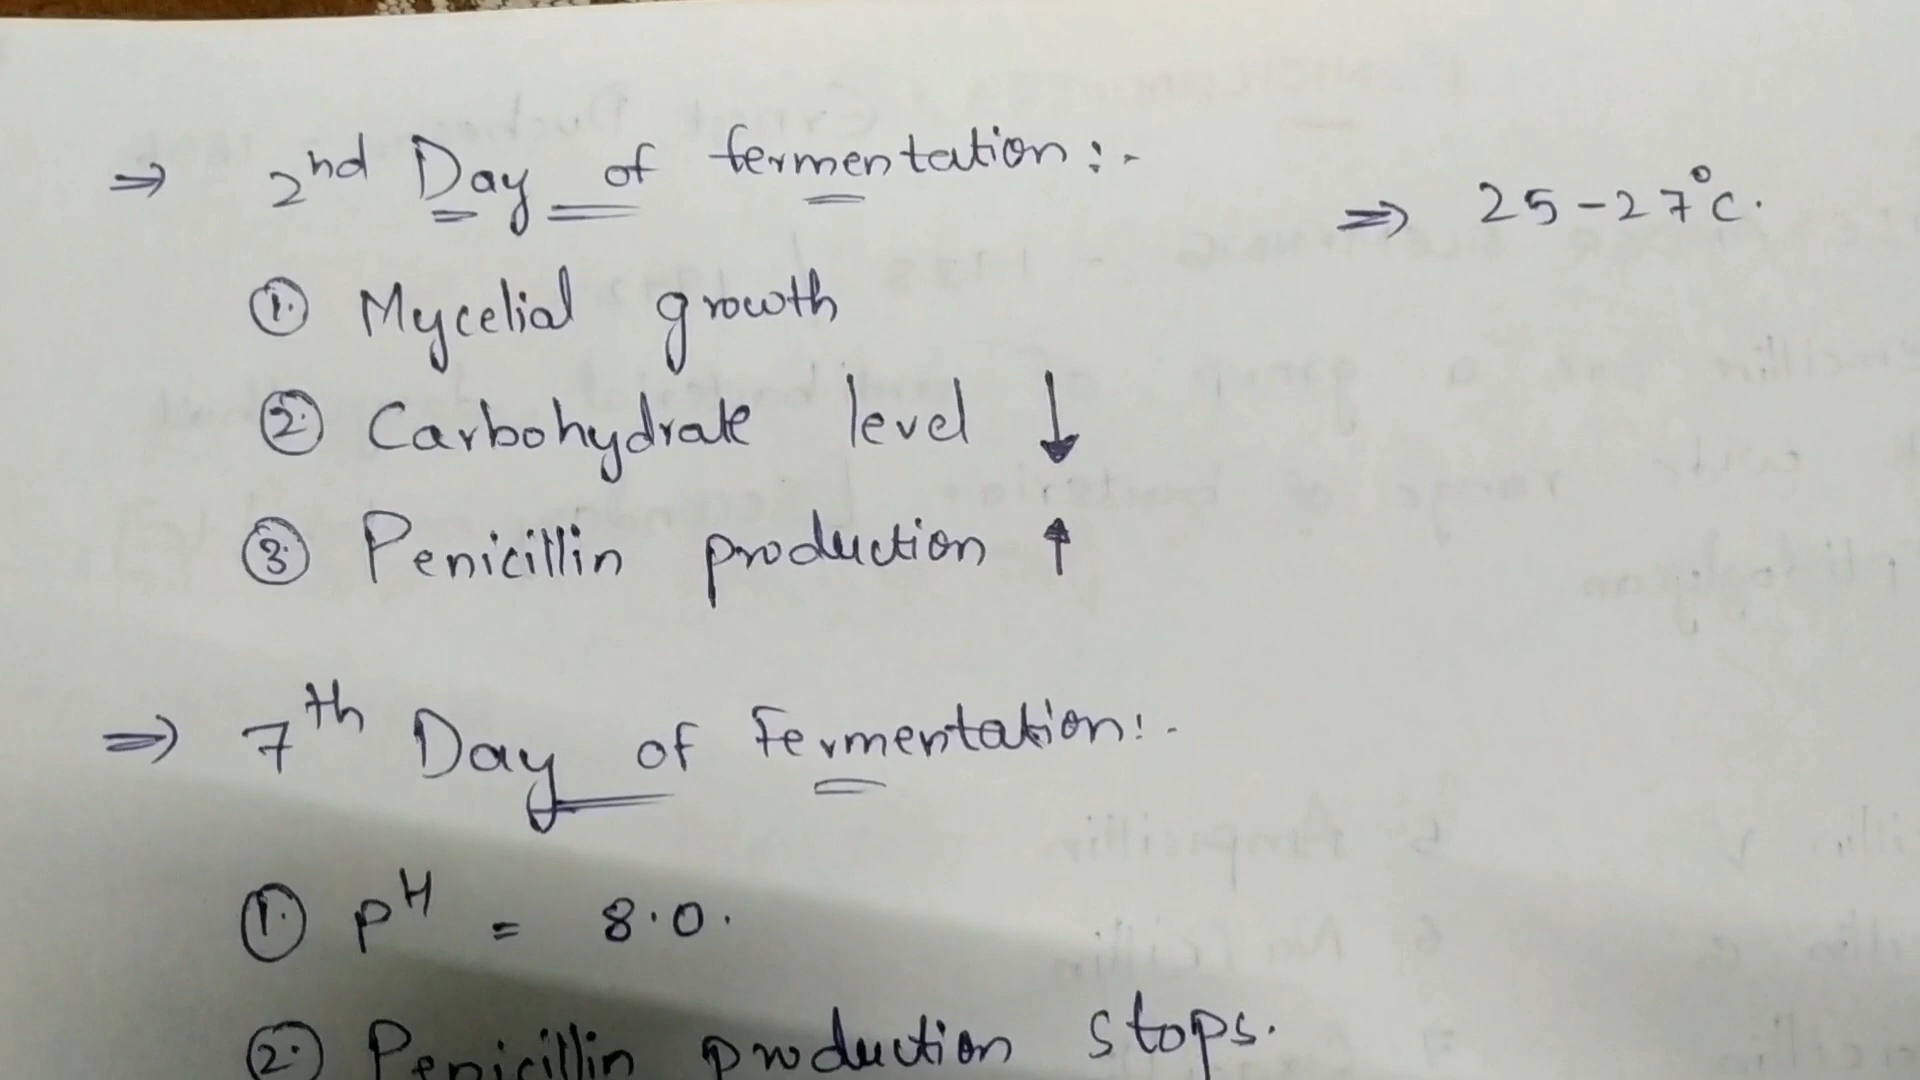 ⇒ 2nd Day of fermentation :-
⇒ 25-27°C.
① Mycelial growth
② Carbohydrate level ↓
③ Penicillin production ↑
⇒ 7th Day of Fermentation :-
① pH = 8.0.
② Penicillin production stops.